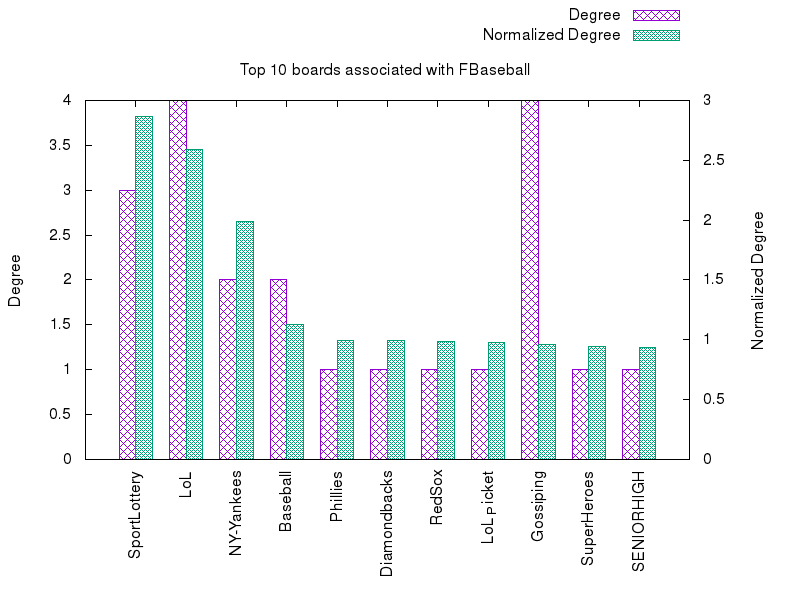 Degree
Normalized Degree
Top 10 boards associated with FBaseball
4
3.5
3
2.5
2
1.5
1
0.5
0
3
2.5
2
1.5
1
0.5
0
Degree
Normalized Degree
SportLottery
LoL
NY-Yankees
Baseball
Phillies
Diamondbacks
RedSox
LoLPicket
Gossiping
SuperHeroes
SENIORHIGH